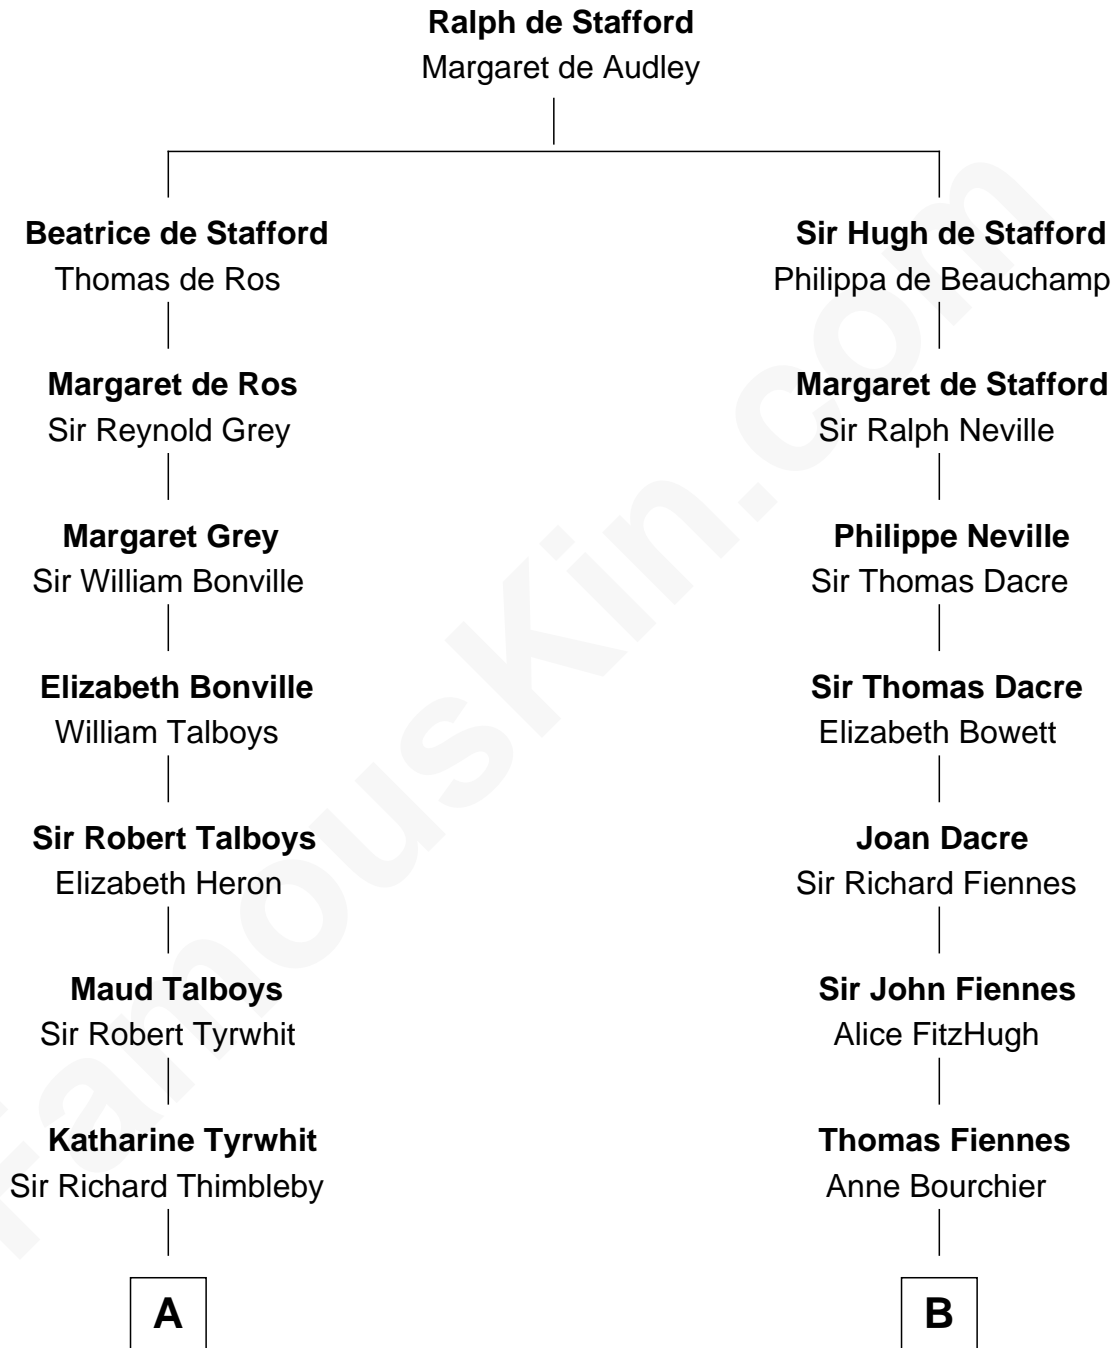 Ralph de Stafford
Margaret de Audley
Beatrice de Stafford
Thomas de Ros
Sir Hugh de Stafford
Philippa de Beauchamp
Margaret de Ros
Sir Reynold Grey
Margaret de Stafford
Sir Ralph Neville
Margaret Grey
Sir William Bonville
Philippe Neville
Sir Thomas Dacre
Elizabeth Bonville
William Talboys
Sir Thomas Dacre
Elizabeth Bowett
Sir Robert Talboys
Elizabeth Heron
Joan Dacre
Sir Richard Fiennes
Maud Talboys
Sir Robert Tyrwhit
Sir John Fiennes
Alice FitzHugh
Katharine Tyrwhit
Sir Richard Thimbleby
Thomas Fiennes
Anne Bourchier
A
B
FamousKin.com